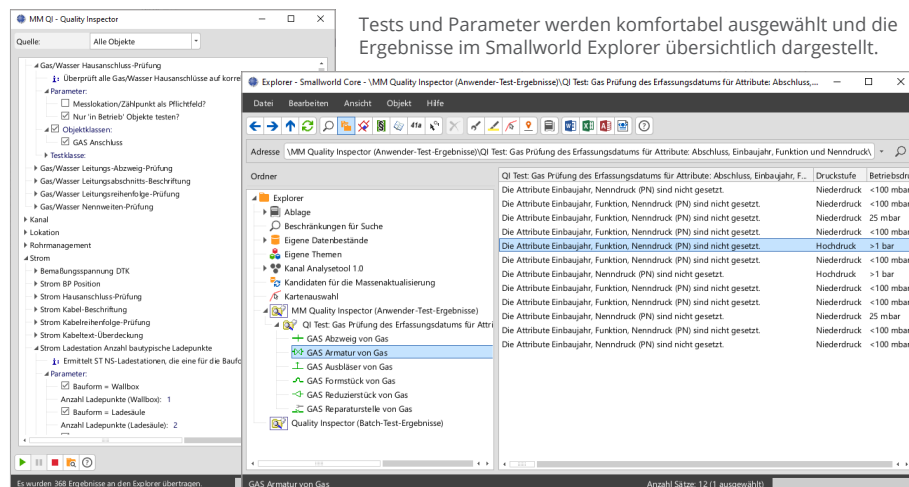 Tests und Parameter werden komfortabel ausgewählt und die
Ergebnisse im Smallworld Explorer übersichtlich dargestellt.
MM QI - Quality Inspector
Quelle: Alle Objekte
Gas/Wasser Hausanschluss-Prüfung
i: Überprüft alle Gas/Wasser Hausanschlüsse auf korre
Parameter:
Messlokation/Zählpunkt als Pflichtfeld?
Nur 'in Betrieb' Objekte testen?
Objektklassen:
GAS Anschluss
Testklasse:
Gas/Wasser Leitungs-Abzweig-Prüfung
Gas/Wasser Leitungsabschnitts-Beschriftung
Gas/Wasser Leitungsreihenfolge-Prüfung
Gas/Wasser Nennweiten-Prüfung
Kanal
Lokation
Rohrmanagement
Strom
Bemaßungsspannung DTK
Strom BP Position
Strom Hausanschluss-Prüfung
Strom Kabel-Beschriftung
Strom Kabelreihenfolge-Prüfung
Strom Kabeltext-Überdeckung
Strom Ladestation Anzahl bautypische Ladepunkte
i: Ermittelt ST NS-Ladestationen, die eine für die Baufo
Parameter:
Bauform = Wallbox
Anzahl Ladepunkte (Wallbox): 1
Bauform = Ladesäule
Anzahl Ladepunkte (Ladesäule): 2
Es wurden 368 Ergebnisse an den Explorer übertragen.
Explorer - Smallworld Core - \MM Quality Inspector (Anwender-Test-Ergebnisse)\QI Test: Gas Prüfung des Erfassungsdatums für Attribute: Abschluss,...
Datei Bearbeiten Ansicht Objekt Hilfe
Adresse \MM Quality Inspector (Anwender-Test-Ergebnisse)\QI Test: Gas Prüfung des Erfassungsdatums für Attribute: Abschluss, Einbaujahr, Funktion und Nenndruck\
Ordner
Explorer
Ablage
Beschränkungen für Suche
Eigene Datenbestände
Eigene Themen
Kanal Analysetool 1.0
Kandidaten für die Massenaktualisierung
Kartenauswahl
MM Quality Inspector (Anwender-Test-Ergebnisse)
QI Test: Gas Prüfung des Erfassungsdatums für Attri
GAS Abzweig von Gas
GAS Armatur von Gas
GAS Ausbläser von Gas
GAS Formstück von Gas
GAS Reduzierstück von Gas
GAS Reparaturstelle von Gas
Quality Inspector (Batch-Test-Ergebnisse)
QI Test: Gas Prüfung des Erfassungsdatums für Attribute: Abschluss, Einbaujahr, F... Druckstufe Betriebsdru
Die Attribute Einbaujahr, Nenndruck (PN) sind nicht gesetzt. Niederdruck <100 mbar
Die Attribute Einbaujahr, Funktion, Nenndruck (PN) sind nicht gesetzt. Niederdruck <100 mbar
Die Attribute Einbaujahr, Funktion, Nenndruck (PN) sind nicht gesetzt. Niederdruck 25 mbar
Die Attribute Einbaujahr, Funktion, Nenndruck (PN) sind nicht gesetzt. Niederdruck <100 mbar
Die Attribute Einbaujahr, Funktion, Nenndruck (PN) sind nicht gesetzt. Hochdruck >1 bar
Die Attribute Einbaujahr, Funktion, Nenndruck (PN) sind nicht gesetzt. Niederdruck <100 mbar
Die Attribute Einbaujahr, Nenndruck (PN) sind nicht gesetzt. Hochdruck >1 bar
Die Attribute Einbaujahr, Funktion, Nenndruck (PN) sind nicht gesetzt. Niederdruck <100 mbar
Die Attribute Einbaujahr, Funktion, Nenndruck (PN) sind nicht gesetzt. Niederdruck <100 mbar
Die Attribute Einbaujahr, Nenndruck (PN) sind nicht gesetzt. Niederdruck 25 mbar
Die Attribute Einbaujahr, Funktion, Nenndruck (PN) sind nicht gesetzt. Niederdruck <100 mbar
Die Attribute Einbaujahr, Nenndruck (PN) sind nicht gesetzt. Niederdruck <100 mbar
GAS Armatur von Gas
Anzahl Sätze: 12 (1 ausgewählt)